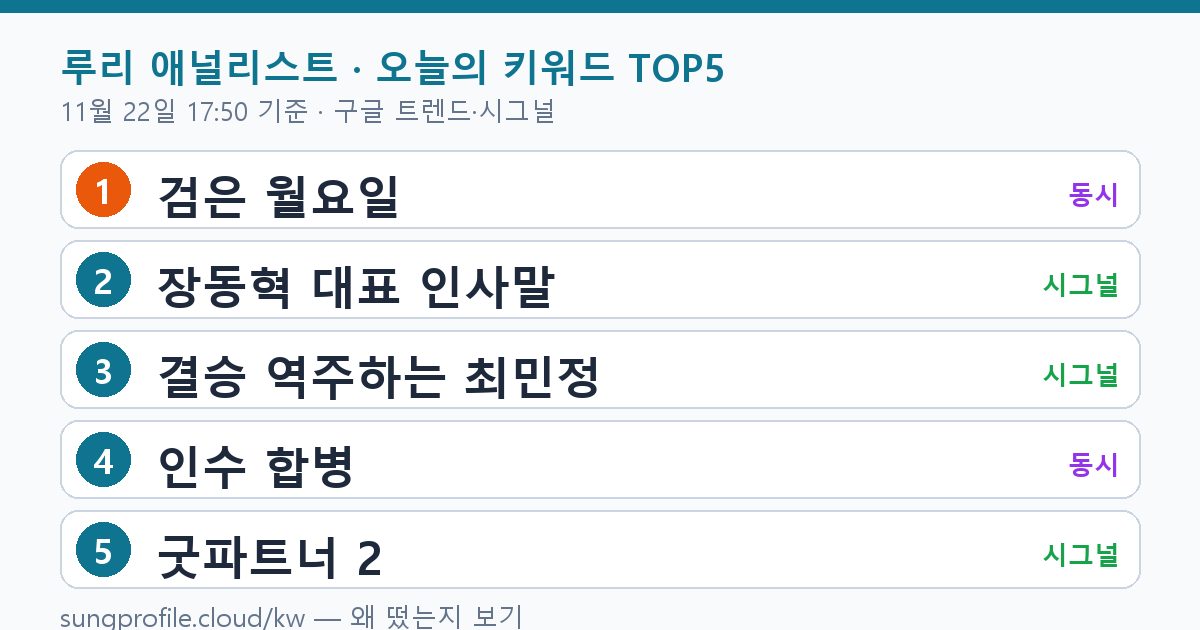 루리 애널리스트 · 오늘의 키워드 TOP5
11월 22일 17:50 기준 · 구글 트렌드·시그널
1 검은 월요일 동시
2 장동혁 대표 인사말 시그널
3 결승 역주하는 최민정 시그널
4 인수 합병 동시
5 굿파트너 2 시그널
sungprofile.cloud/kw — 왜 떴는지 보기